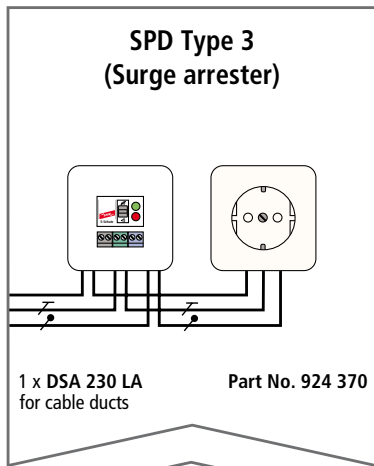 SPD Type 3
(Surge arrester)
1 x DSA 230 LA
for cable ducts
Part No. 924 370